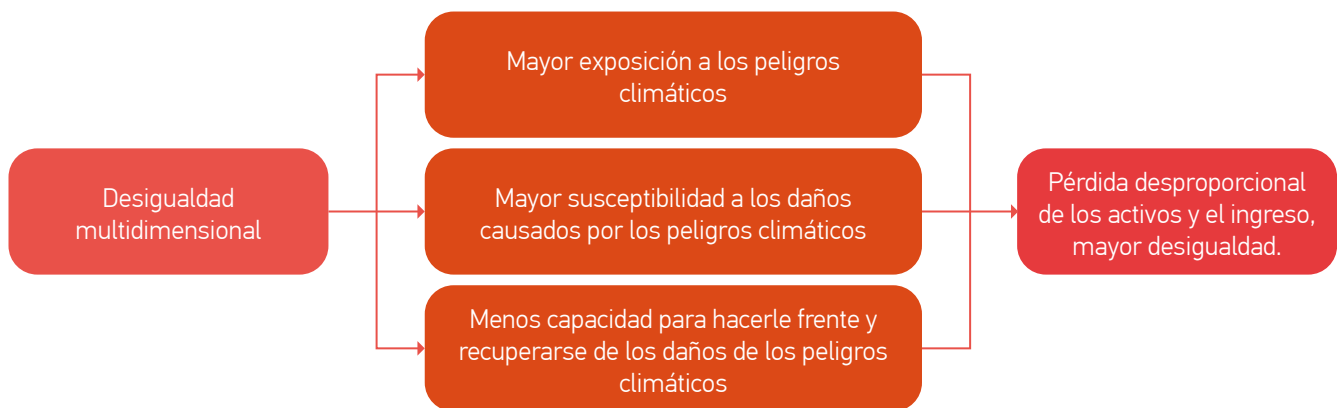 Desigualdad
multidimensional
Mayor exposición a los peligros
climáticos
Mayor susceptibilidad a los daños
causados por los peligros climáticos
Menos capacidad para hacerle frente y
recuperarse de los daños de los peligros
climáticos
Pérdida desproporcional
de los activos y el ingreso,
mayor desigualdad.